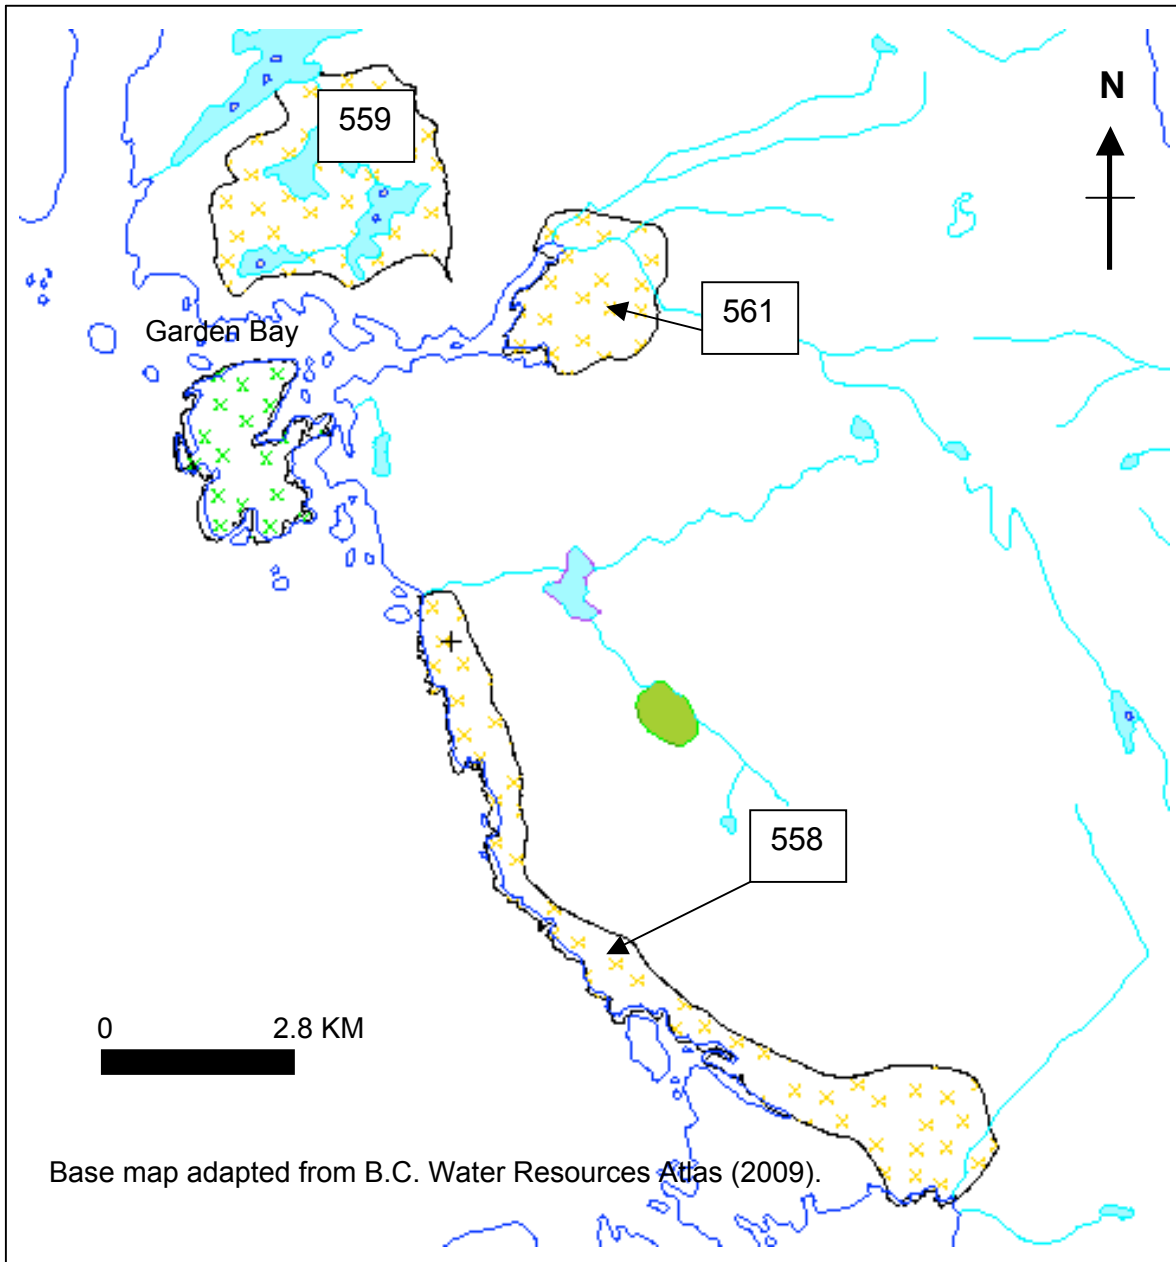 559
N
561
Garden Bay
558
0 2.8 KM
Base map adapted from B.C. Water Resources Atlas (2009).